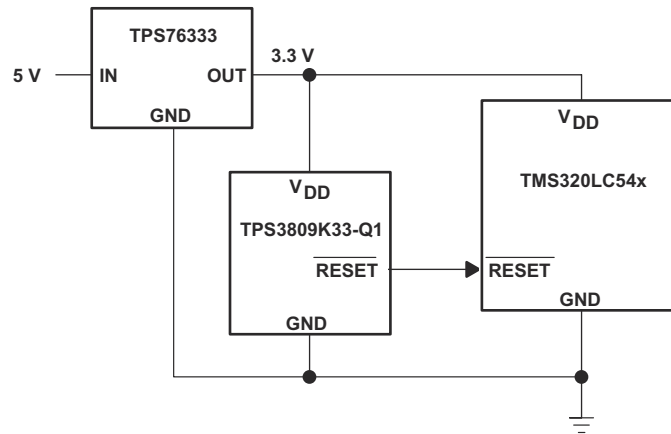 TPS76333
5 V
IN
OUT
3.3 V
GND
VDD
TPS3809K33-Q1
RESET
GND
VDD
TMS320LC54x
RESET
GND